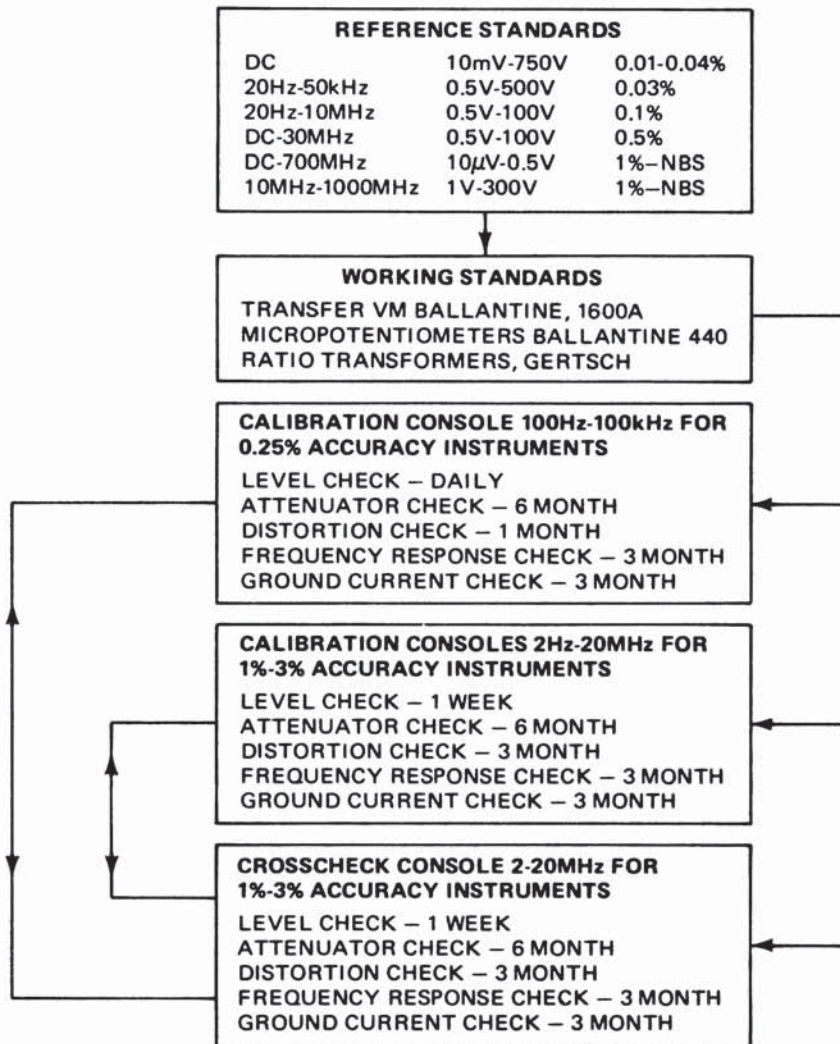 REFERENCE STANDARDS
DC 10mV-750V 0.01-0.04%
20Hz-50kHz 0.5V-500V 0.03%
20Hz-10MHz 0.5V-100V 0.1%
DC-30MHz 0.5V-100V 0.5%
DC-700MHz 10μV-0.5V 1%—NBS
10MHz-1000MHz 1V-300V 1%—NBS
WORKING STANDARDS
TRANSFER VM BALLANTINE, 1600A
MICROPOTENTIOMETERS BALLANTINE 440
RATIO TRANSFORMERS, GERTSCH
CALIBRATION CONSOLE 100Hz-100kHz FOR
0.25% ACCURACY INSTRUMENTS
LEVEL CHECK — DAILY
ATTENUATOR CHECK — 6 MONTH
DISTORTION CHECK — 1 MONTH
FREQUENCY RESPONSE CHECK — 3 MONTH
GROUND CURRENT CHECK — 3 MONTH
CALIBRATION CONSOLES 2Hz-20MHz FOR
1%-3% ACCURACY INSTRUMENTS
LEVEL CHECK — 1 WEEK
ATTENUATOR CHECK — 6 MONTH
DISTORTION CHECK — 3 MONTH
FREQUENCY RESPONSE CHECK — 3 MONTH
GROUND CURRENT CHECK — 3 MONTH
CROSSCHECK CONSOLE 2-20MHz FOR
1%-3% ACCURACY INSTRUMENTS
LEVEL CHECK — 1 WEEK
ATTENUATOR CHECK — 6 MONTH
DISTORTION CHECK — 3 MONTH
FREQUENCY RESPONSE CHECK — 3 MONTH
GROUND CURRENT CHECK — 3 MONTH